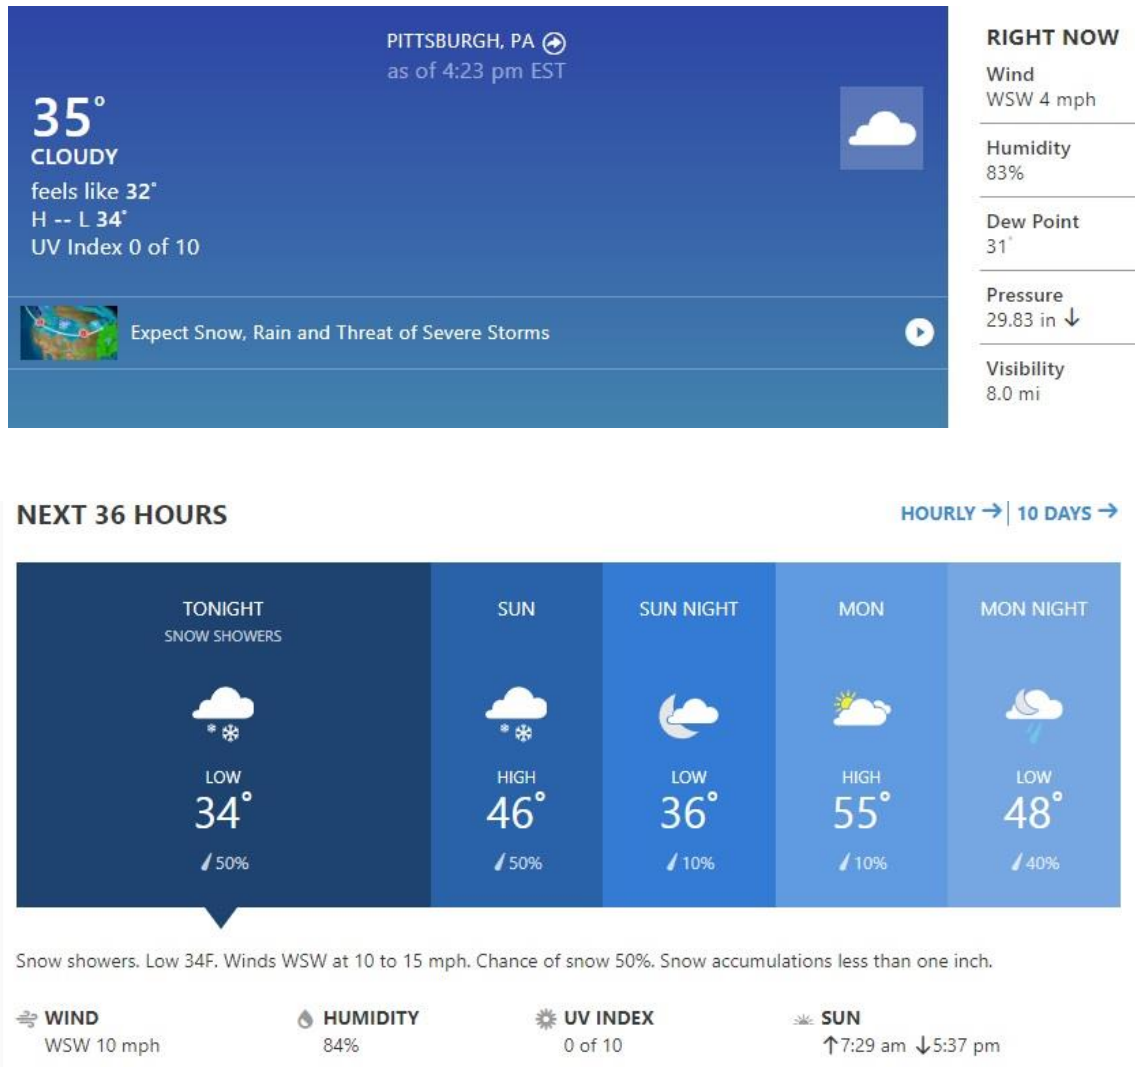 PITTSBURGH, PA
as of 4:23 pm EST
35°
CLOUDY
feels like 32°
H -- L 34°
UV Index 0 of 10
Expect Snow, Rain and Threat of Severe Storms
RIGHT NOW
Wind
WSW 4 mph
Humidity
83%
Dew Point
31°
Pressure
29.83 in ↓
Visibility
8.0 mi
NEXT 36 HOURS
HOURLY → | 10 DAYS →
TONIGHT
SNOW SHOWERS
LOW
34°
50%
SUN
HIGH
46°
50%
SUN NIGHT
LOW
36°
10%
MON
HIGH
55°
10%
MON NIGHT
LOW
48°
40%
Snow showers. Low 34F. Winds WSW at 10 to 15 mph. Chance of snow 50%. Snow accumulations less than one inch.
WIND
WSW 10 mph
HUMIDITY
84%
UV INDEX
0 of 10
SUN
↑7:29 am ↓5:37 pm